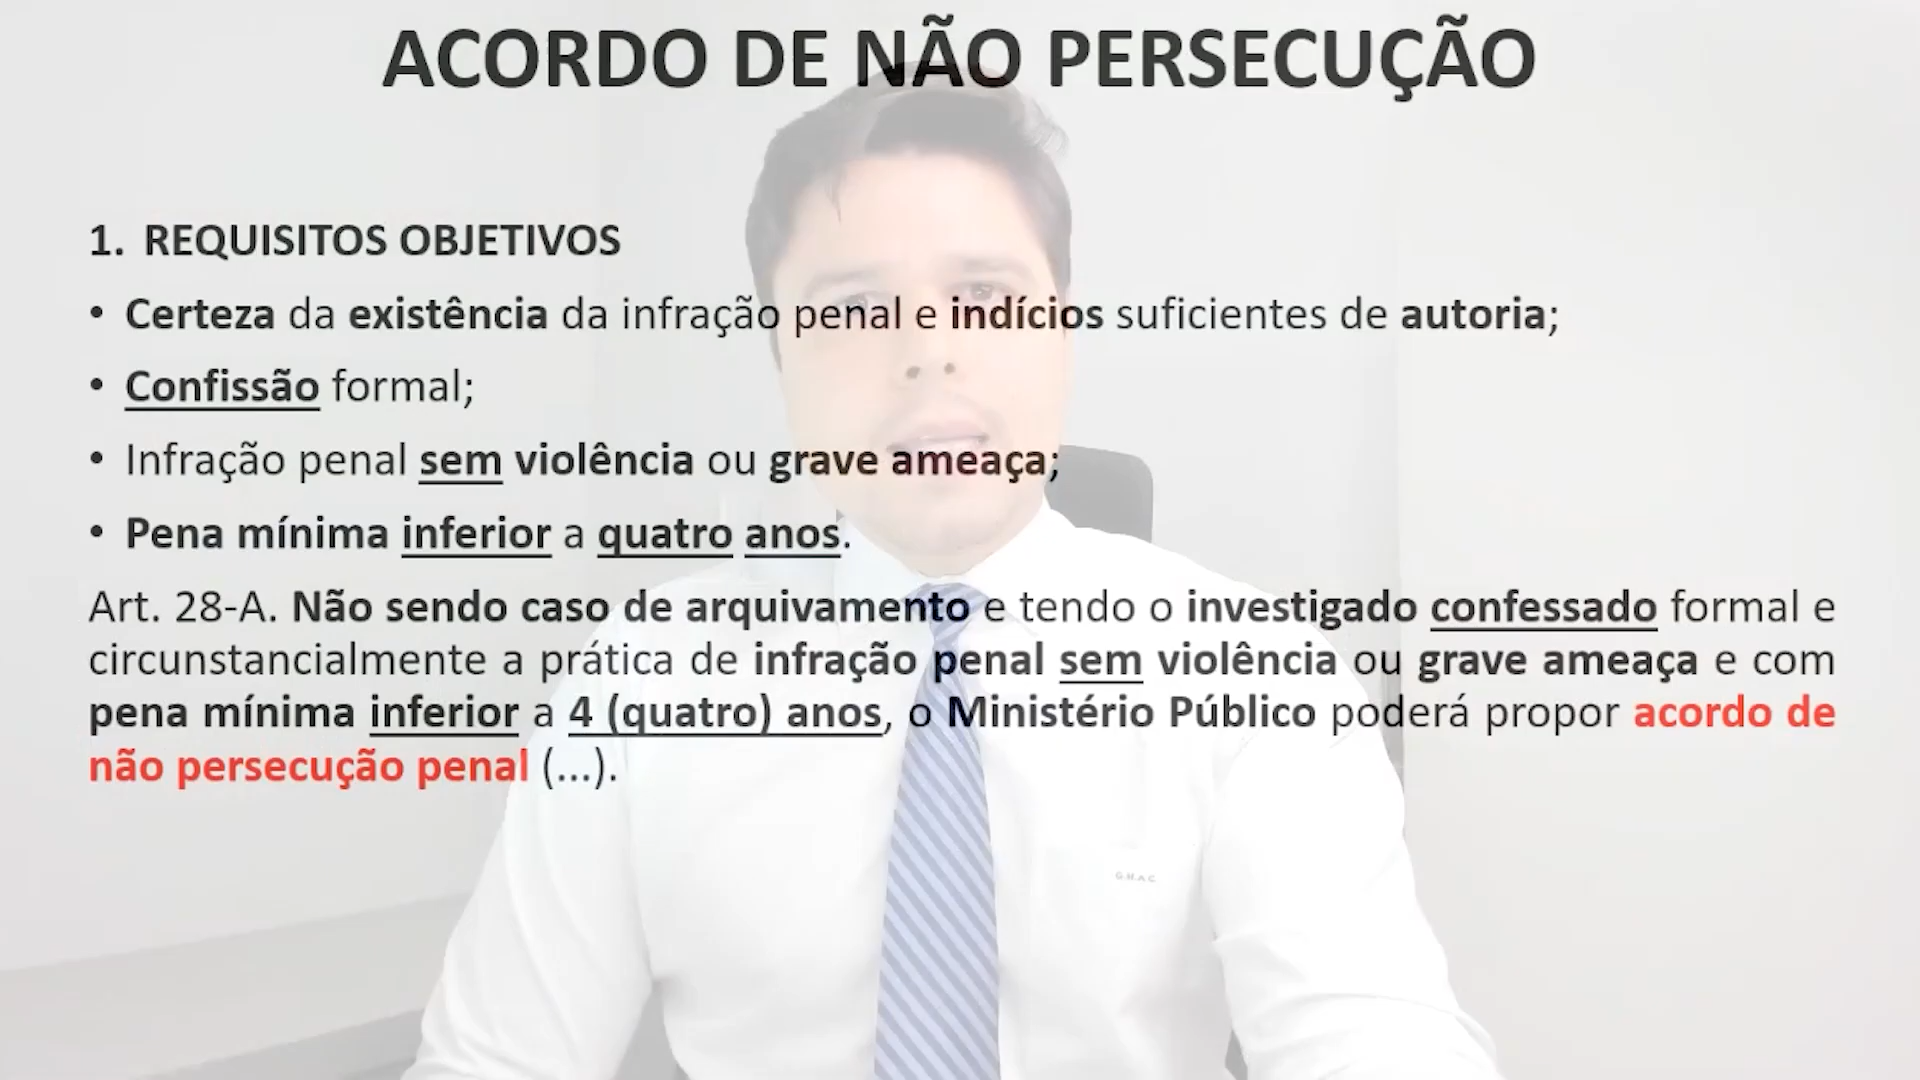 ACORDO DE NÃO PERSECUÇÃO
1. REQUISITOS OBJETIVOS
• Certeza da existência da infração penal e indícios suficientes de autoria;
• Confissão formal;
• Infração penal sem violência ou grave ameaça;
• Pena mínima inferior a quatro anos.
Art. 28-A. Não sendo caso de arquivamento e tendo o investigado confessado formal e
circunstancialmente a prática de infração penal sem violência ou grave ameaça e com
pena mínima inferior a 4 (quatro) anos, o Ministério Público poderá propor acordo de
não persecução penal (...).
G.H.A.C